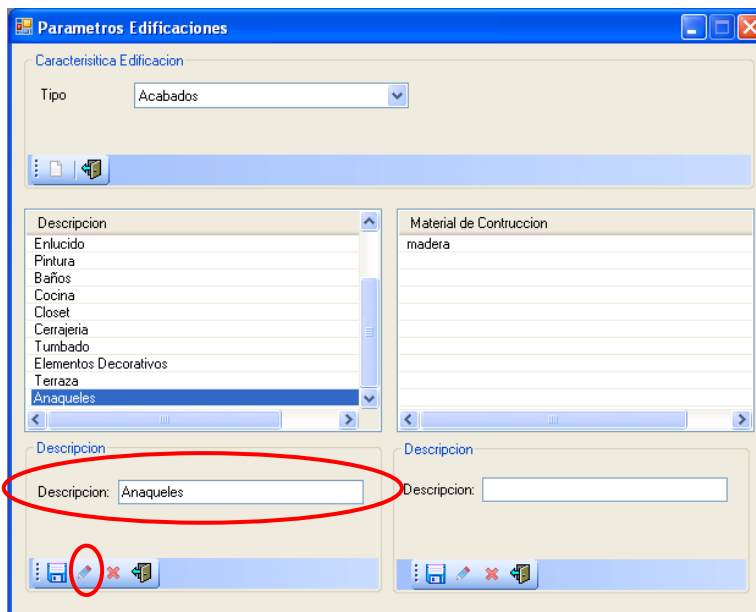 Parametros Edificaciones
Caracterisitica Edificacion
Tipo
Acabados
Descripcion
Enlucido
Pintura
Baños
Cocina
Closet
Cerrajeria
Tumbado
Elementos Decorativos
Terraza
Anaqueles
Material de Contruccion
madera
Descripcion
Descripcion: Anaqueles
Descripcion
Descripcion: